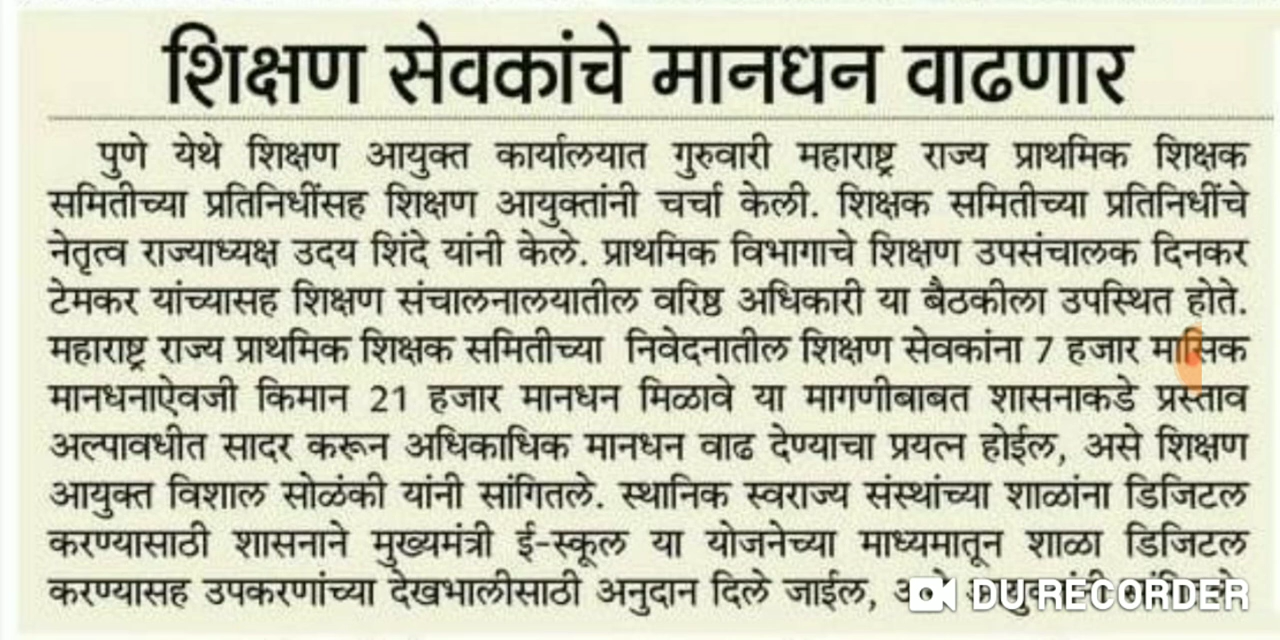 शिक्षण सेवकांचे मानधन वाढणार
पुणे येथे शिक्षण आयुक्त कार्यालयात गुरुवारी महाराष्ट्र राज्य प्राथमिक शिक्षक
समितीच्या प्रतिनिधींसह शिक्षण आयुक्तांनी चर्चा केली. शिक्षक समितीच्या प्रतिनिधींचे
नेतृत्व राज्याध्यक्ष उदय शिंदे यांनी केले. प्राथमिक विभागाचे शिक्षण उपसंचालक दिनकर
टेमकर यांच्यासह शिक्षण संचालनालयातील वरिष्ठ अधिकारी या बैठकीला उपस्थित होते.
महाराष्ट्र राज्य प्राथमिक शिक्षक समितीच्या निवेदनातील शिक्षण सेवकांना 7 हजार मासिक
मानधनाऐवजी किमान 21 हजार मानधन मिळावे या मागणीबाबत शासनाकडे प्रस्ताव
अल्पावधीत सादर करून अधिकाधिक मानधन वाढ देण्याचा प्रयत्न होईल, असे शिक्षण
आयुक्त विशाल सोळंकी यांनी सांगितले. स्थानिक स्वराज्य संस्थांच्या शाळांना डिजिटल
करण्यासाठी शासनाने मुख्यमंत्री ई-स्कूल या योजनेच्या माध्यमातून शाळा डिजिटल
करण्यासह उपकरणांच्या देखभालीसाठी अनुदान दिले जाईल,
DU RECORDER